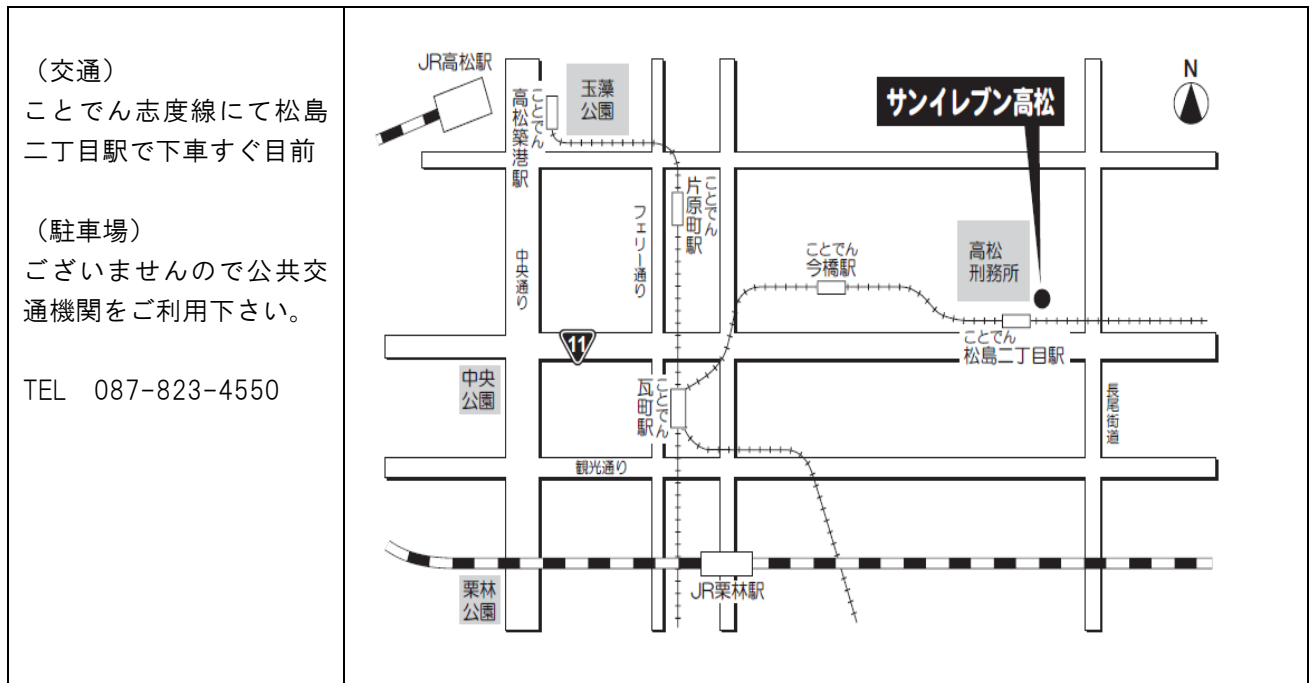 （交通）
ことでん志度線にて松島
二丁目駅で下車すぐ目前
（駐車場）
ございませんので公共交
通機関をご利用下さい。
TEL　087-823-4550
JR高松駅
玉藻
公園
ことでん
高松築港駅
サンイレブン高松
N
ことでん
片原町駅
フェリー通り
中央通り
ことでん
今橋駅
高松
刑務所
11
ことでん
松島二丁目駅
中央
公園
ことでん
瓦町駅
長尾街道
観光通り
栗林
公園
JR栗林駅